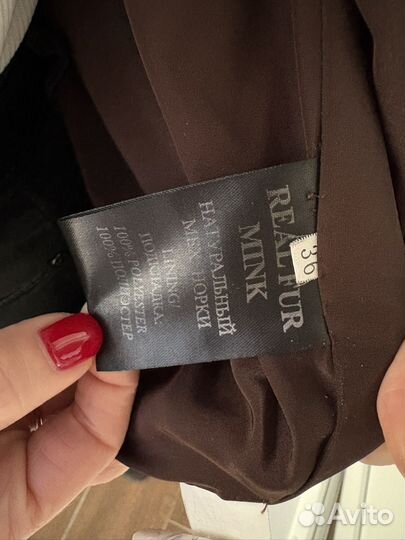 REAL FUR
MINK
36
НАТУРАЛЬНЫЙ
МЕХ НОРКИ
LINING/
ПОДКЛАДКА:
100% POLYESTER
100% ПОЛИЭСТЕР
Avito